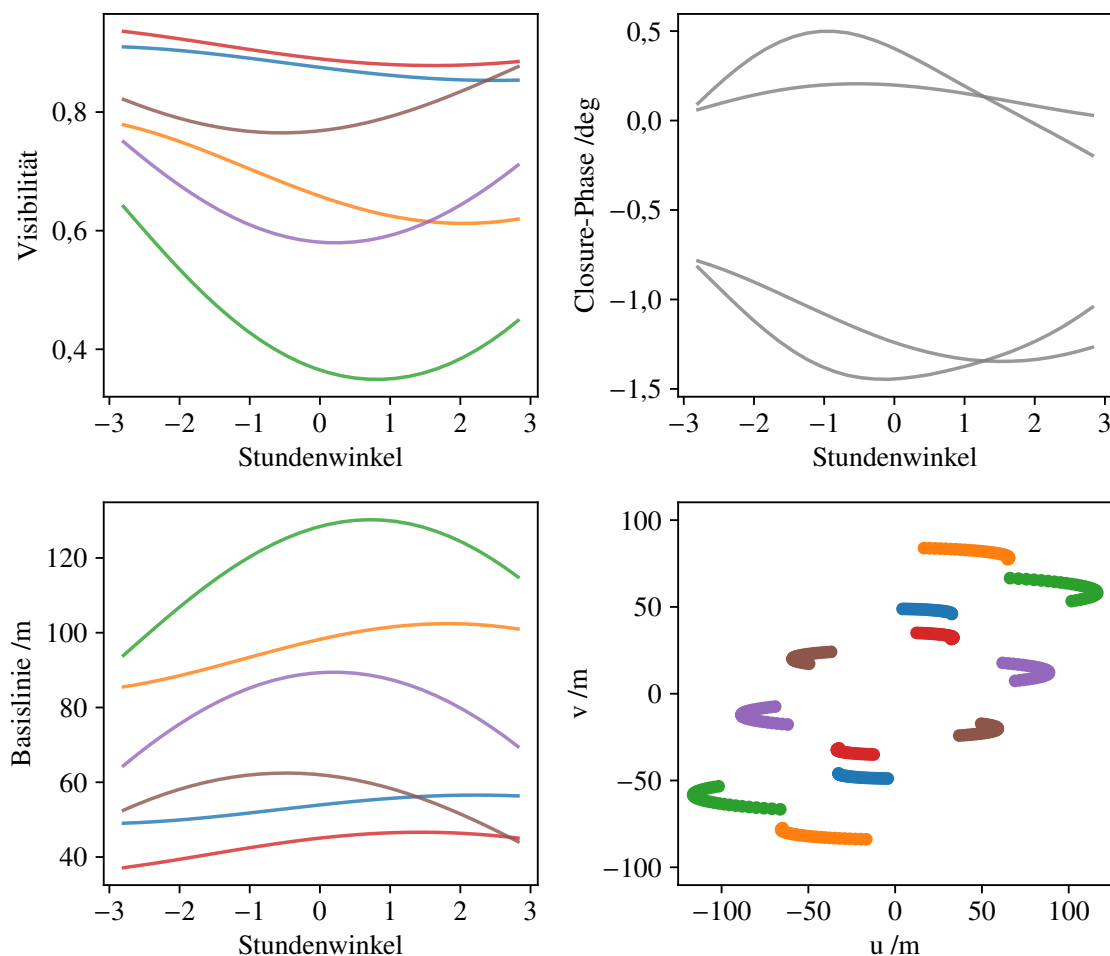 0,8
0,6
0,4
Visibilität
−3 −2 −1 0 1 2 3
Stundenwinkel
0,5
0,0
−0,5
−1,0
−1,5
Closure-Phase /deg
−3 −2 −1 0 1 2 3
Stundenwinkel
120
100
80
60
40
Basislinie /m
−3 −2 −1 0 1 2 3
Stundenwinkel
100
50
0
−50
−100
v /m
−100 −50 0 50 100
u /m